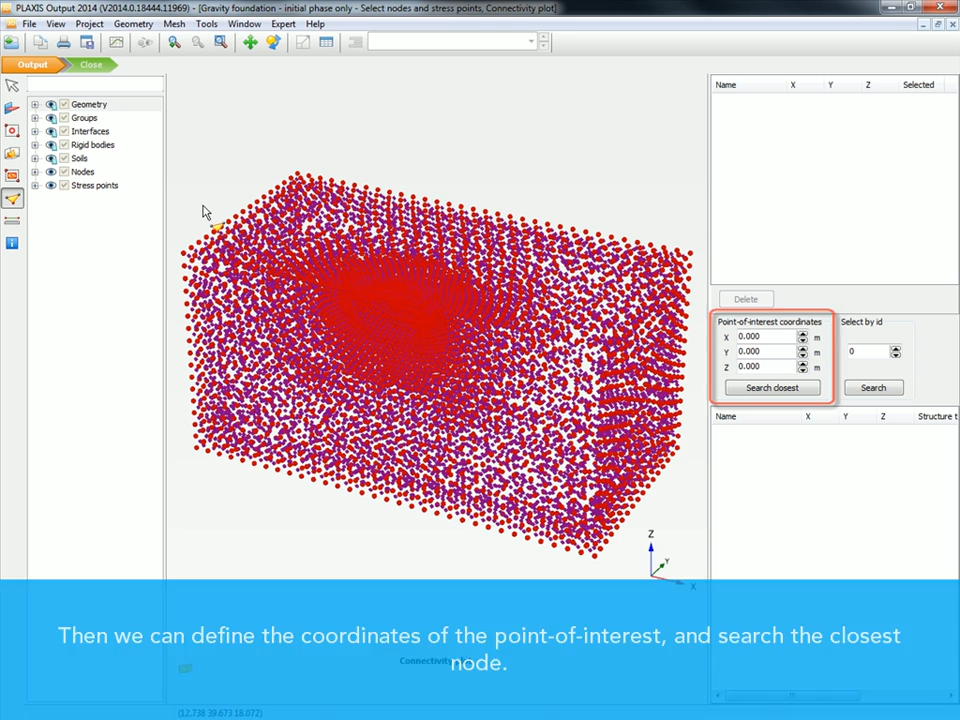 PLAXIS Output 2014 (V2014.0.18444.11969) - [Gravity foundation - initial phase only - Select nodes and stress points, Connectivity plot]
File View Project Geometry Mesh Tools Window Expert Help
Output Close
Geometry
Groups
Interfaces
Rigid bodies
Soils
Nodes
Stress points
Name X Y Z Selected
Delete
Point-of-interest coordinates Select by id
X 0.000 m
Y 0.000 m 0
Z 0.000 m
Search closest Search
Name X Y Z Structure t
Z
Y
X
Then we can define the coordinates of the point-of-interest, and search the closest
node.
(12.738 39.673 18.072)